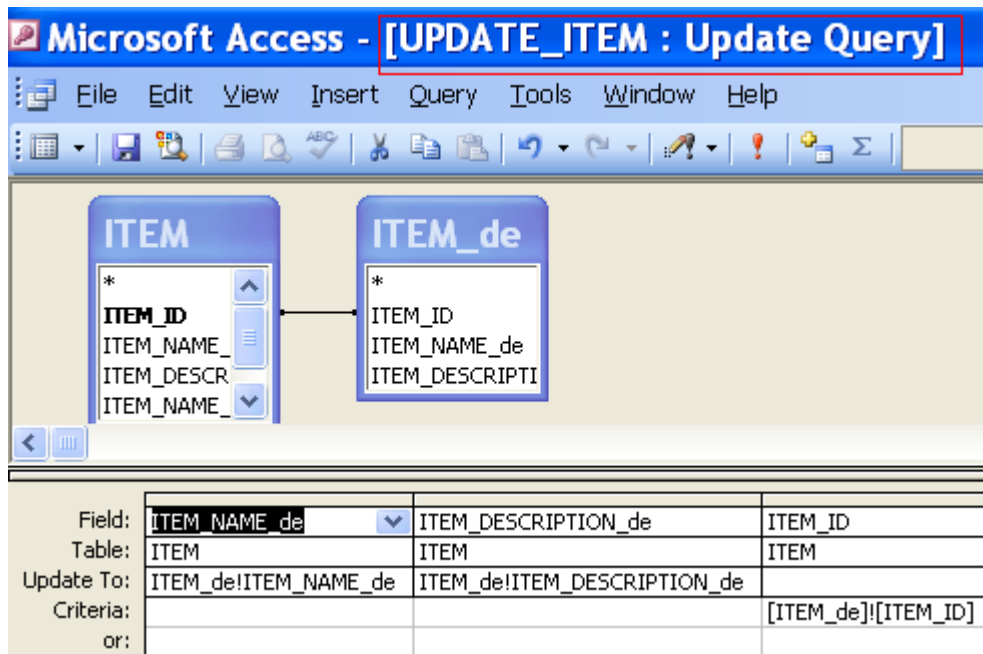 Microsoft Access - [UPDATE_ITEM : Update Query]
File Edit View Insert Query Tools Window Help
ABC
ITEM ITEM_de
* *
ITEM_ID ITEM_ID
ITEM_NAME_ ITEM_NAME_de
ITEM_DESCR ITEM_DESCRIPTI
ITEM_NAME_
Field: ITEM_NAME_de ITEM_DESCRIPTION_de ITEM_ID
Table: ITEM ITEM ITEM
Update To: ITEM_de!ITEM_NAME_de ITEM_de!ITEM_DESCRIPTION_de
Criteria: [ITEM_de]![ITEM_ID]
or: